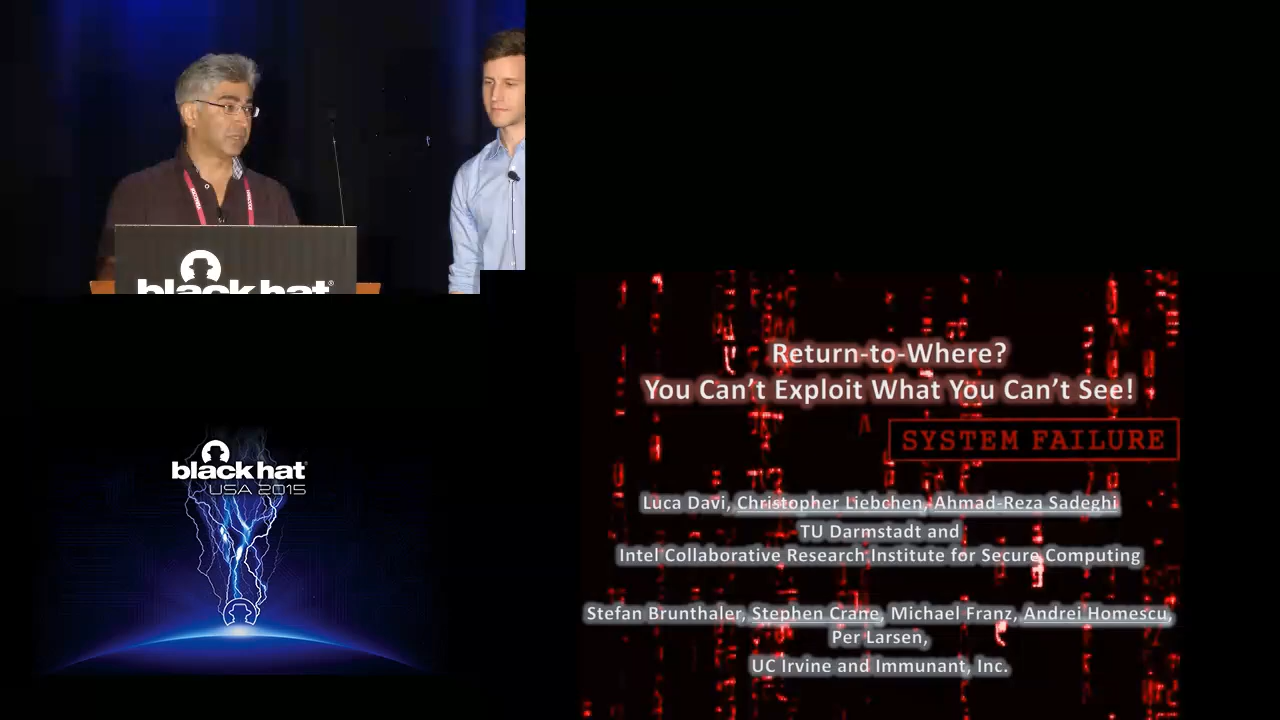 black hat®
Return-to-Where?
You Can't Exploit What You Can't See!
A
SYSTEM FAILURE
black hat
USA 2015
Luca Davi, Christopher Liebchen, Ahmad-Reza Sadeghi
TU Darmstadt and
Intel Collaborative Research Institute for Secure Computing
Stefan Brunthaler, Stephen Crane, Michael Franz, Andrei Homescu,
Per Larsen,
UC Irvine and Immunant, Inc.